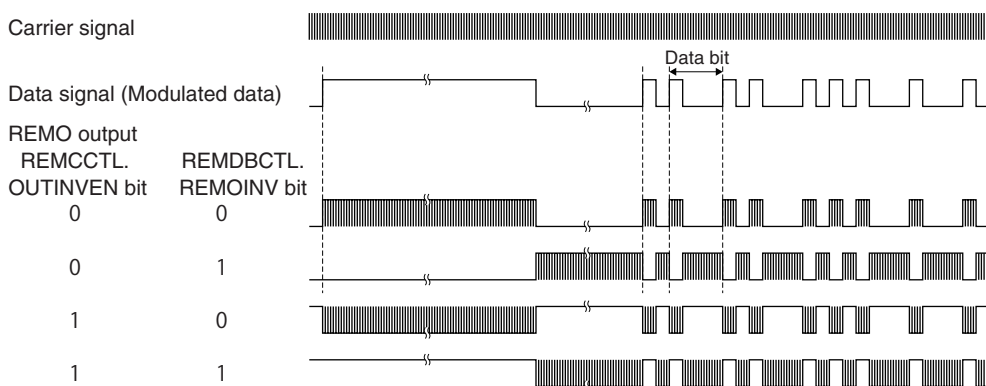 Carrier signal
Data bit
Data signal (Modulated data)
REMO output
REMCCTL. REMDBCTL.
OUTINVEN bit REMOINV bit
0 0
0 1
1 0
1 1